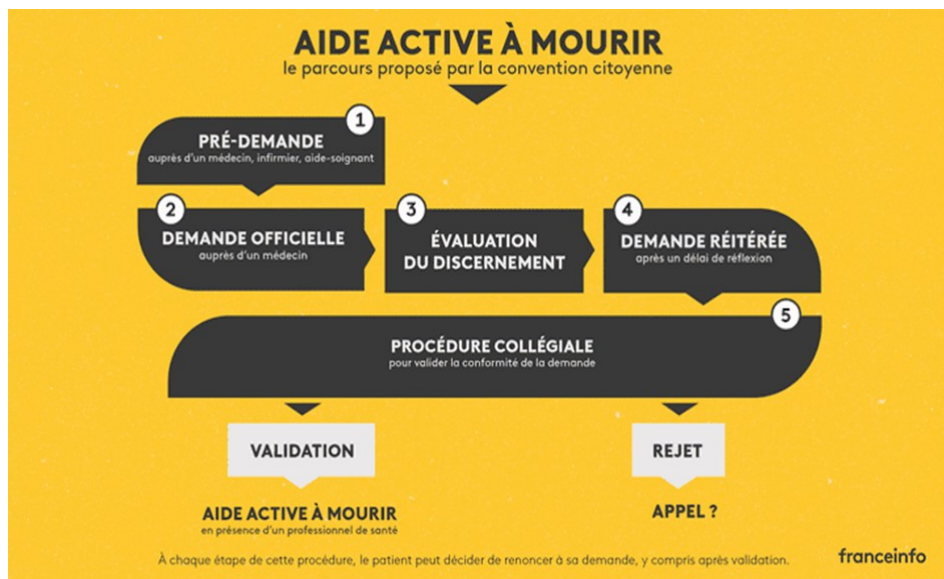 AIDE ACTIVE À MOURIR
le parcours proposé par la convention citoyenne
1
PRÉ-DEMANDE
auprès d'un médecin, infirmier, aide-soignant
2
DEMANDE OFFICIELLE
auprès d'un médecin
3
ÉVALUATION
DU DISCERNEMENT
4
DEMANDE RÉITÉRÉE
après un délai de réflexion
5
PROCÉDURE COLLÉGIALE
pour valider la conformité de la demande
VALIDATION
AIDE ACTIVE À MOURIR
en présence d'un professionnel de santé
REJET
APPEL ?
À chaque étape de cette procédure, le patient peut décider de renoncer à sa demande, y compris après validation.
franceinfo